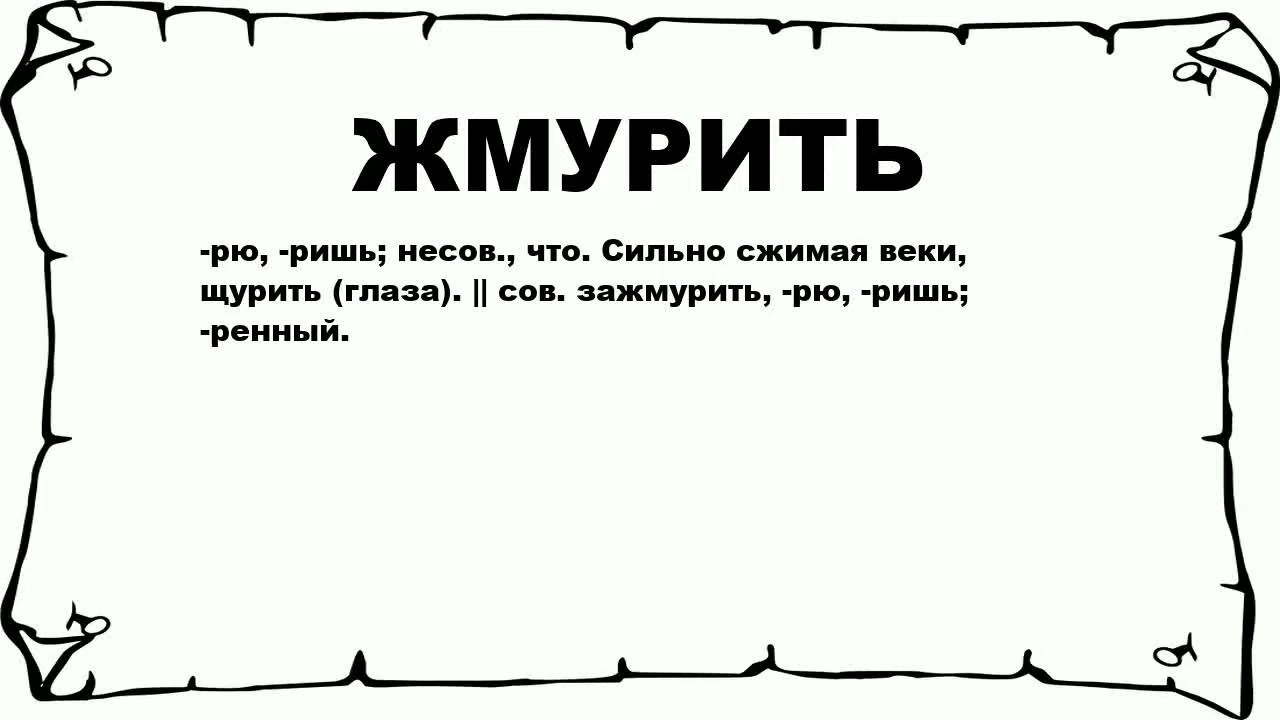 ЖМУРИТЬ
-рю, -ришь; несов., что. Сильно сжимая веки,
щурить (глаза). || сов. зажмурить, -рю, -ришь;
-ренный.